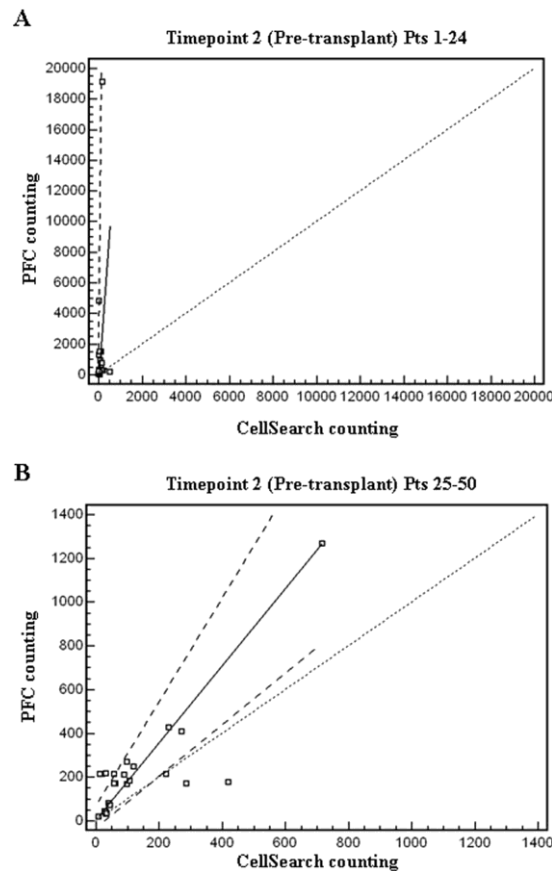 A
Timepoint 2 (Pre-transplant) Pts 1-24
PFC counting
20000
18000
16000
14000
12000
10000
8000
6000
4000
2000
0
0 2000 4000 6000 8000 10000 12000 14000 16000 18000 20000
CellSearch counting
B
Timepoint 2 (Pre-transplant) Pts 25-50
PFC counting
1400
1200
1000
800
600
400
200
0
0 200 400 600 800 1000 1200 1400
CellSearch counting